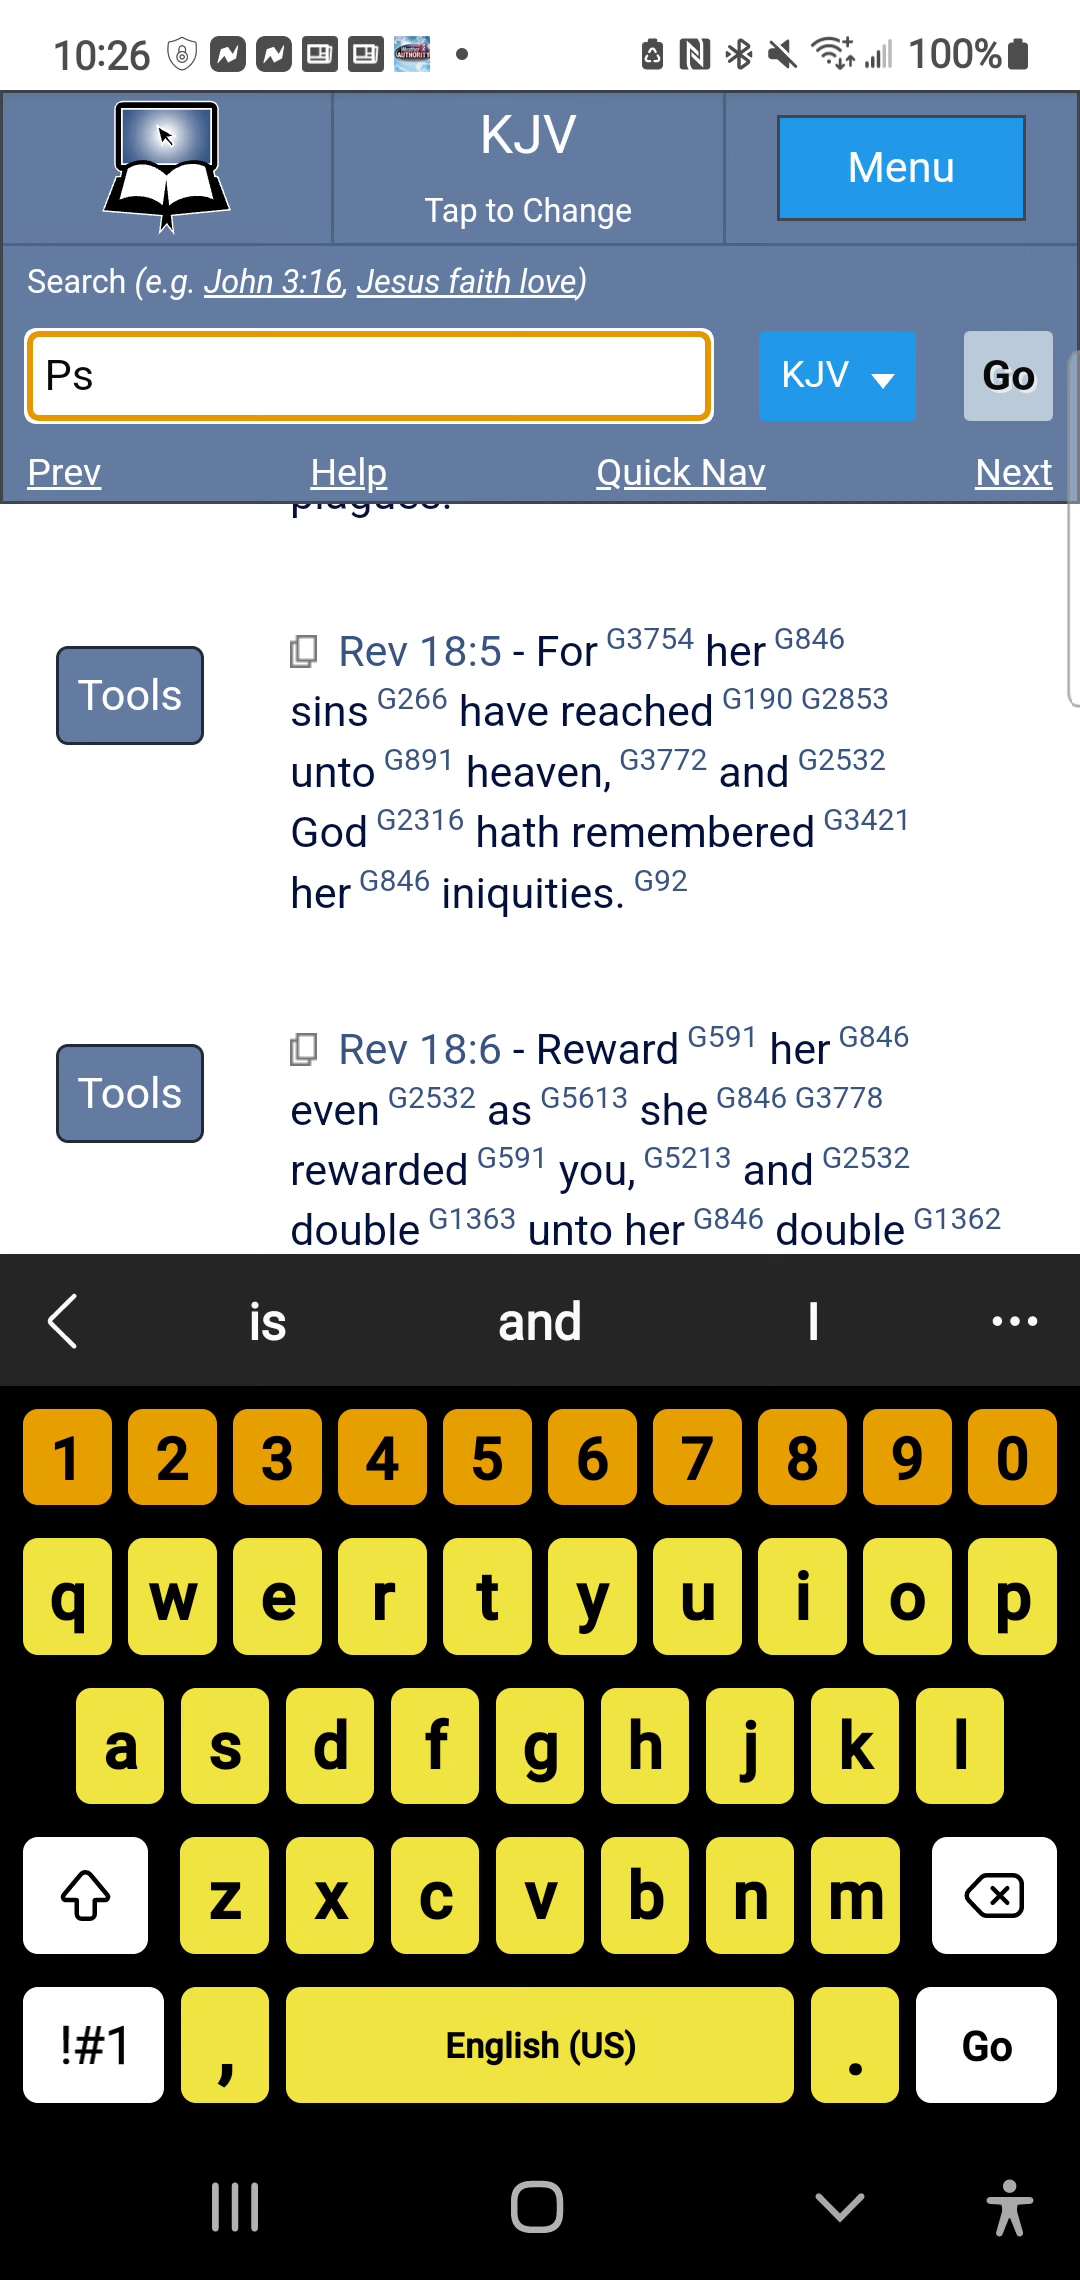 10:26 100%
KJV
Tap to Change
Menu
Search (e.g. John 3:16, Jesus faith love)
Ps
KJV
Go
Prev Help Quick Nav Next
plagues.
Tools
Rev 18:5 - For G3754 her G846
sins G266 have reached G190 G2853
unto G891 heaven, G3772 and G2532
God G2316 hath remembered G3421
her G846 iniquities. G92
Tools
Rev 18:6 - Reward G591 her G846
even G2532 as G5613 she G846 G3778
rewarded G591 you, G5213 and G2532
double G1363 unto her G846 double G1362
is and I
1 2 3 4 5 6 7 8 9 0
q w e r t y u i o p
a s d f g h j k l
z x c v b n m
!#1 , English (US) . Go